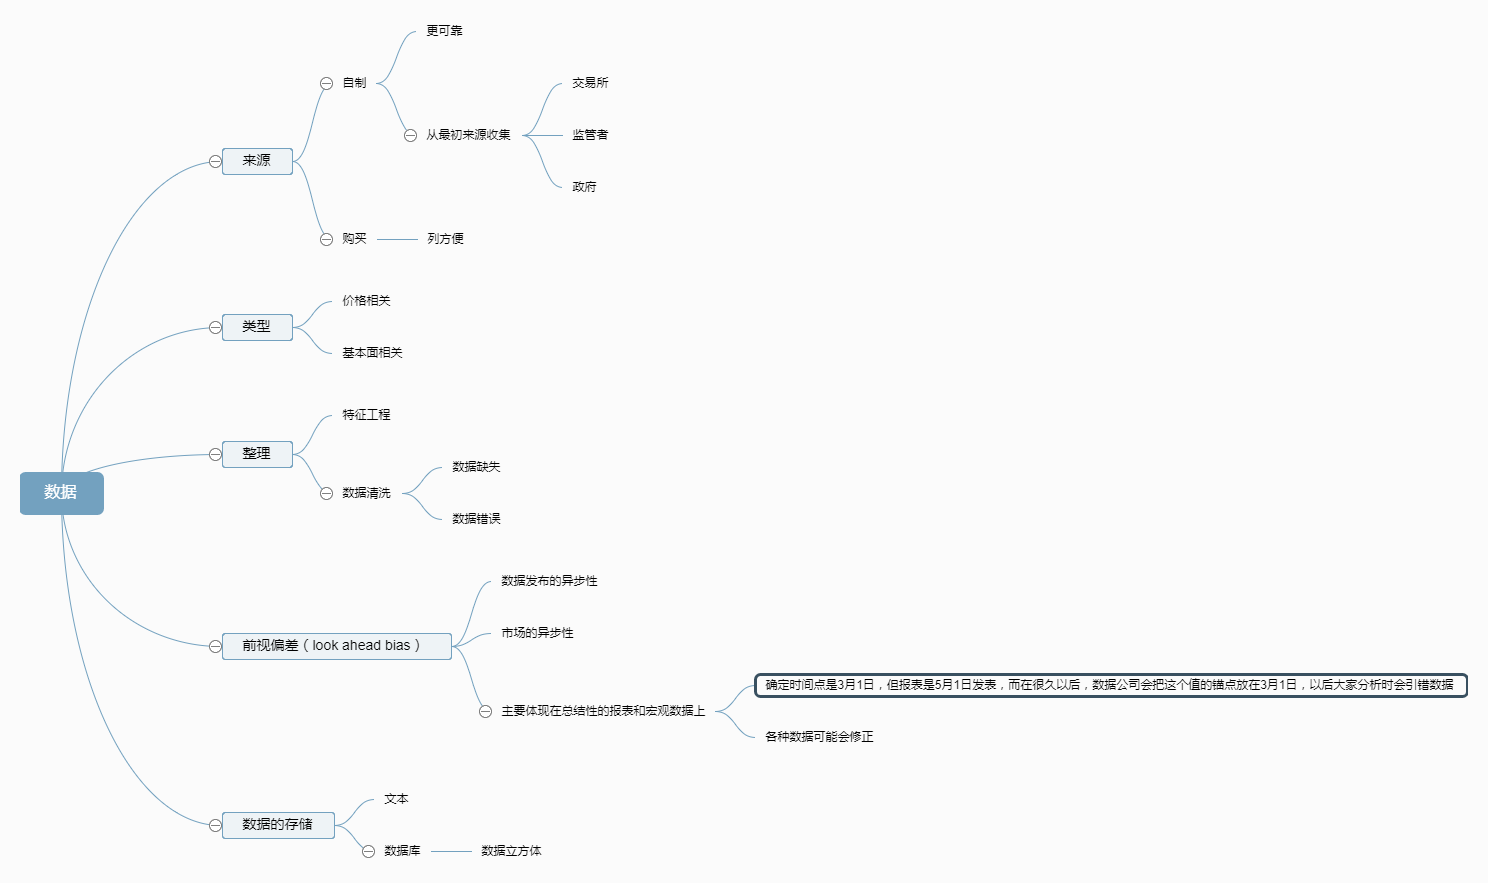 数据
来源
自制
更可靠
从最初来源收集
交易所
监管者
政府
购买
列方便
类型
价格相关
基本面相关
整理
特征工程
数据清洗
数据缺失
数据错误
前视偏差（look ahead bias）
数据发布的异步性
市场的异步性
主要体现在总结性的报表和宏观数据上
确定时间点是3月1日，但报表是5月1日发表，而在很久以后，数据公司会把这个值的锚点放在3月1日，以后大家分析时会引错数据
各种数据可能会修正
数据的存储
文本
数据库
数据立方体